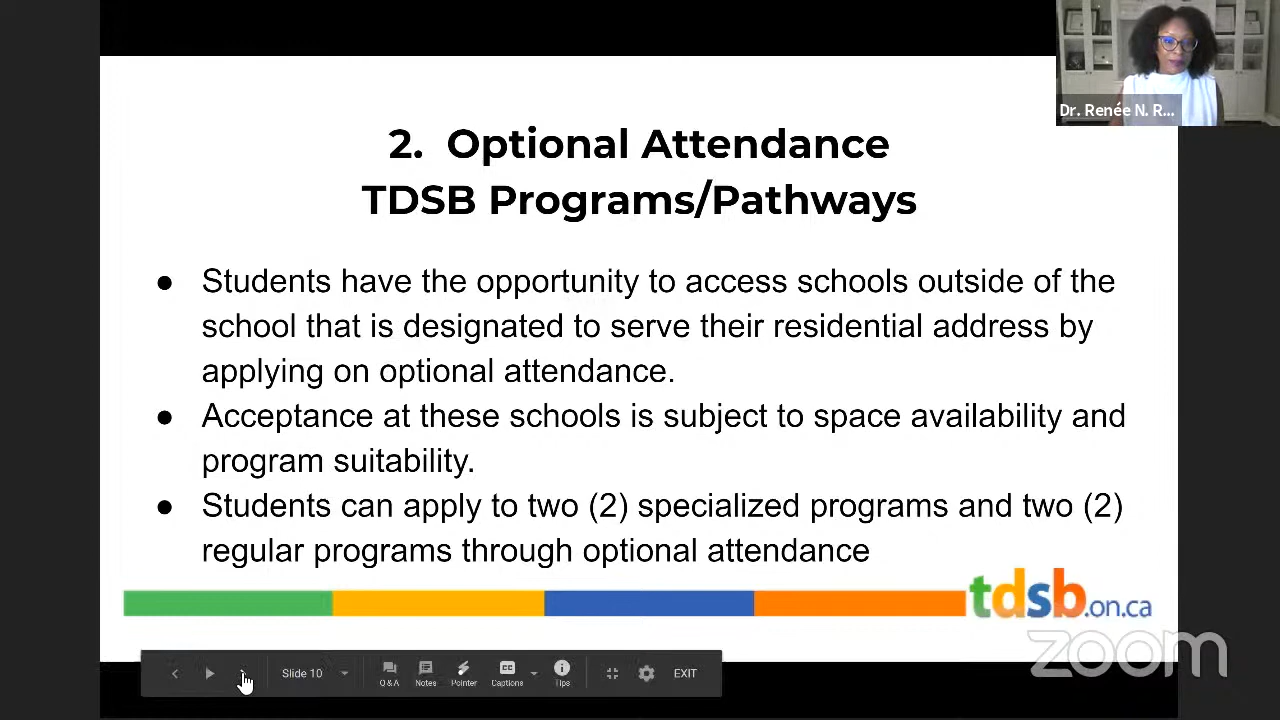 Dr. Renée N. R...
2. Optional Attendance
TDSB Programs/Pathways
● Students have the opportunity to access schools outside of the
school that is designated to serve their residential address by
applying on optional attendance.
● Acceptance at these schools is subject to space availability and
program suitability.
● Students can apply to two (2) specialized programs and two (2)
regular programs through optional attendance
tdsb.on.ca
zoom
Slide 10
Q&A
Notes
Pointer
Captions
Tips
EXIT